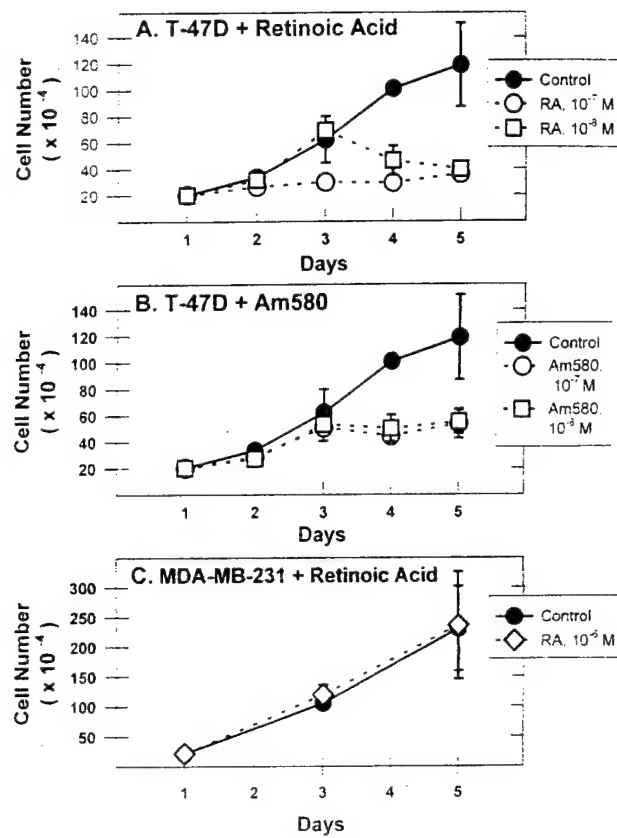 A. T-47D + Retinoic Acid
Cell Number
( x 10⁻⁴ )
140
120
100
80
60
40
20
1 2 3 4 5
Days
Control
RA. 10⁻⁷ M
RA. 10⁻⁸ M
B. T-47D + Am580
Cell Number
( x 10⁻⁴ )
140
120
100
80
60
40
20
1 2 3 4 5
Days
Control
Am580.
10⁻⁷ M
Am580.
10⁻⁸ M
C. MDA-MB-231 + Retinoic Acid
Cell Number
( x 10⁻⁴ )
300
250
200
150
100
50
1 2 3 4 5
Days
Control
RA, 10⁻⁶ M